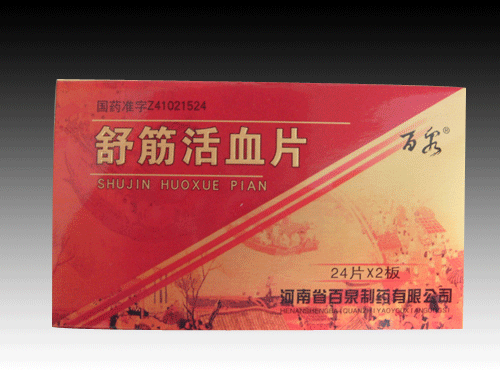 国药准字Z41021524
舒筋活血片
SHUJIN HUOXUE PIAN
百泉®
24片X2板
河南省百泉制药有限公司